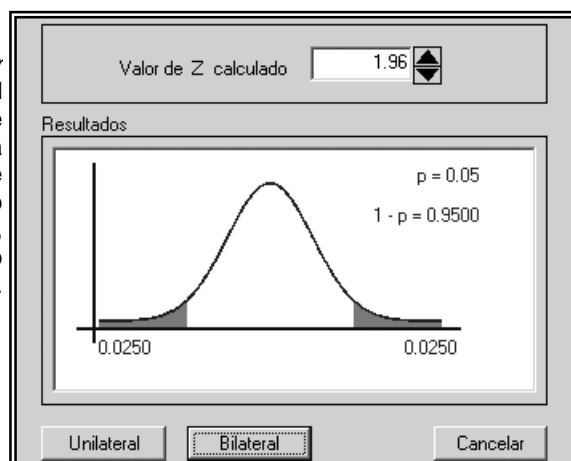 Valor de Z calculado 1.96
Resultados
p = 0.05
1 - p = 0.9500
0.0250 0.0250
Unilateral Bilateral Cancelar